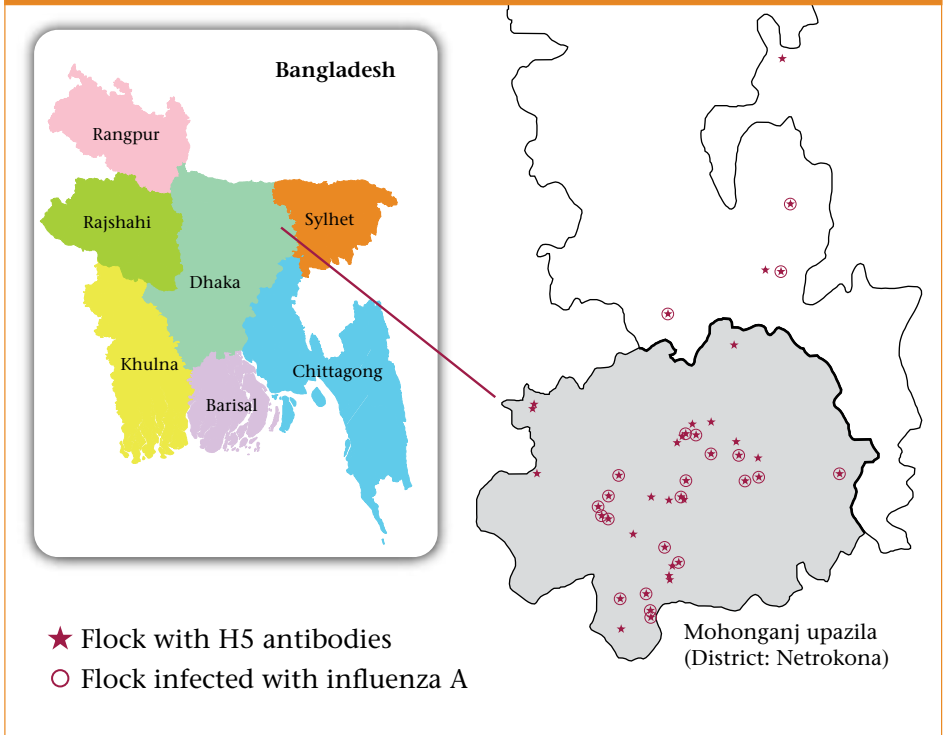 Bangladesh
Rangpur
Rajshahi
Sylhet
Dhaka
Khulna
Chittagong
Barisal
Flock with H5 antibodies
Flock infected with influenza A
Mohonganj upazila
(District: Netrokona)